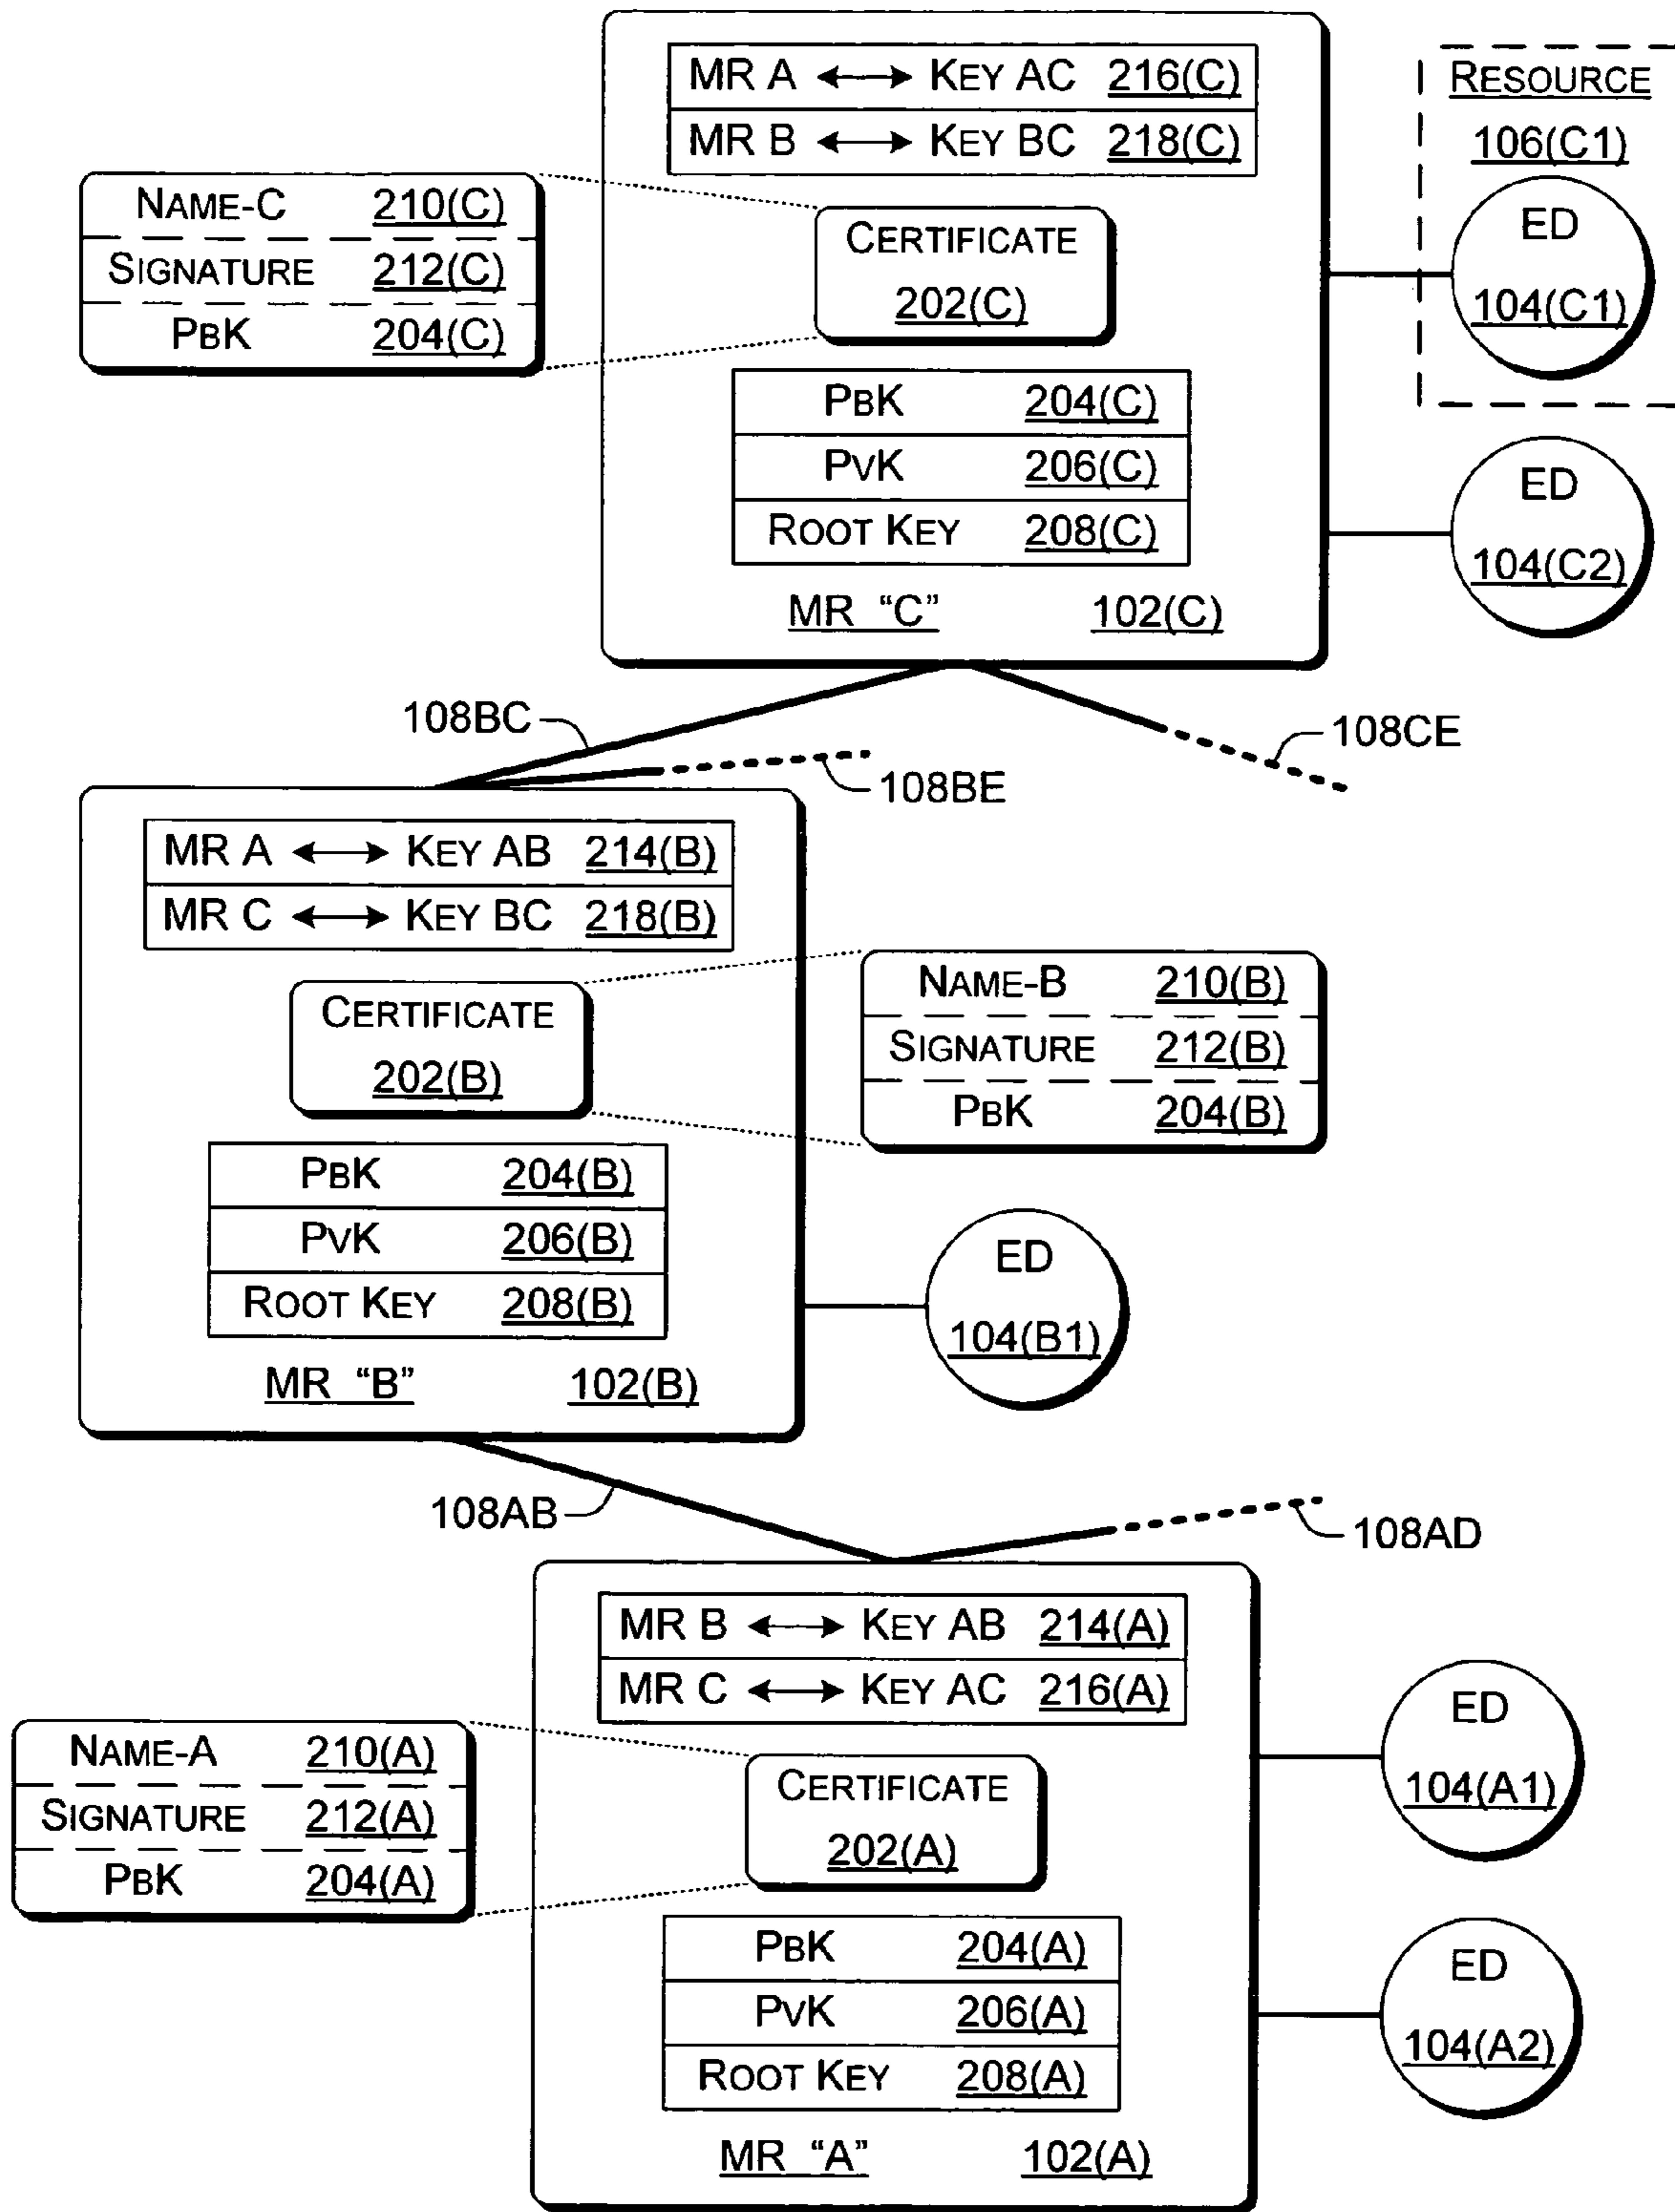 MR A ↔ KEY AC 216(C)
MR B ↔ KEY BC 218(C)
RESOURCE
106(C1)
NAME-C 210(C)
SIGNATURE 212(C)
PBK 204(C)
CERTIFICATE
202(C)
ED
104(C1)
PBK 204(C)
PVK 206(C)
ROOT KEY 208(C)
ED
104(C2)
MR “C” 102(C)
108BC
108CE
108BE
MR A ↔ KEY AB 214(B)
MR C ↔ KEY BC 218(B)
CERTIFICATE
202(B)
NAME-B 210(B)
SIGNATURE 212(B)
PBK 204(B)
PBK 204(B)
PVK 206(B)
ROOT KEY 208(B)
ED
104(B1)
MR “B” 102(B)
108AB
108AD
MR B ↔ KEY AB 214(A)
MR C ↔ KEY AC 216(A)
NAME-A 210(A)
SIGNATURE 212(A)
PBK 204(A)
CERTIFICATE
202(A)
ED
104(A1)
PBK 204(A)
PVK 206(A)
ROOT KEY 208(A)
ED
104(A2)
MR “A” 102(A)